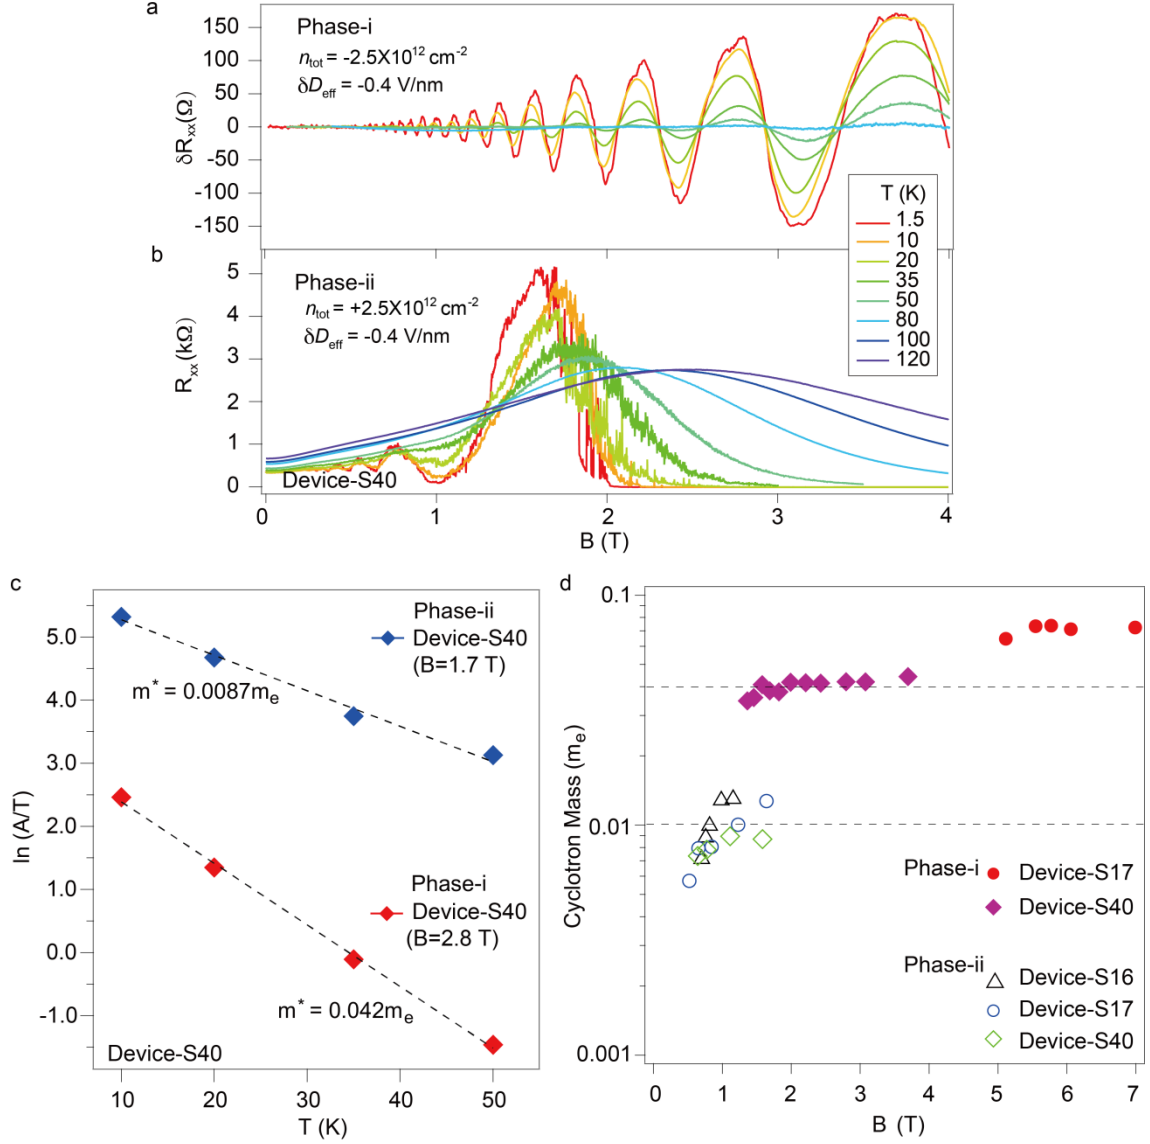 a
Phase-i
n_tot = -2.5X10^12 cm^-2
δD_eff = -0.4 V/nm
δR_xx(Ω)
150
100
50
0
-50
-100
-150
T (K)
1.5
10
20
35
50
80
100
120
b
Phase-ii
n_tot = +2.5X10^12 cm^-2
δD_eff = -0.4 V/nm
R_xx(kΩ)
5
4
3
2
1
0
Device-S40
0 1 2 3 4
B (T)
c
Phase-ii
Device-S40
(B=1.7 T)
m* = 0.0087m_e
Phase-i
Device-S40
(B=2.8 T)
m* = 0.042m_e
Device-S40
ln (A/T)
5.0
4.0
3.0
2.0
1.0
0.0
-1.0
10 20 30 40 50
T (K)
d
Cyclotron Mass (m_e)
0.1
0.01
0.001
Phase-i
Device-S17
Device-S40
Phase-ii
Device-S16
Device-S17
Device-S40
0 1 2 3 4 5 6 7
B (T)